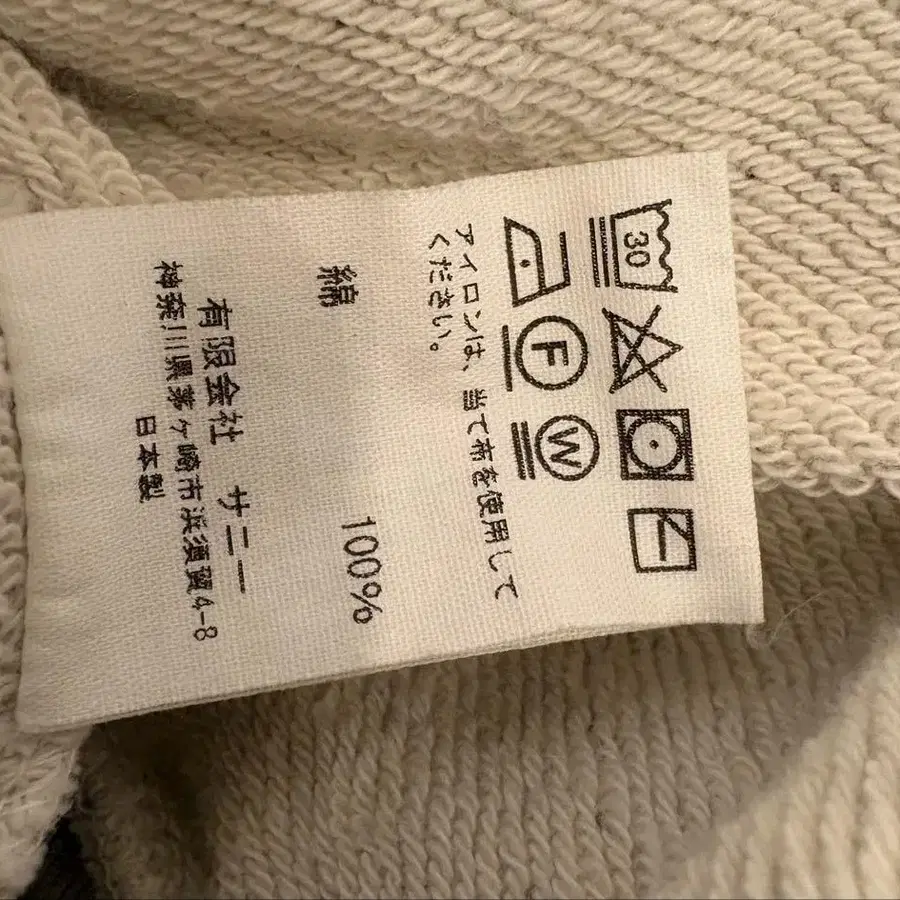 30
F W
アイロンは、当て布を使用して
ください。
綿 100%
有限会社 サニー
神奈川県茅ケ崎市浜須賀4-8
日本製